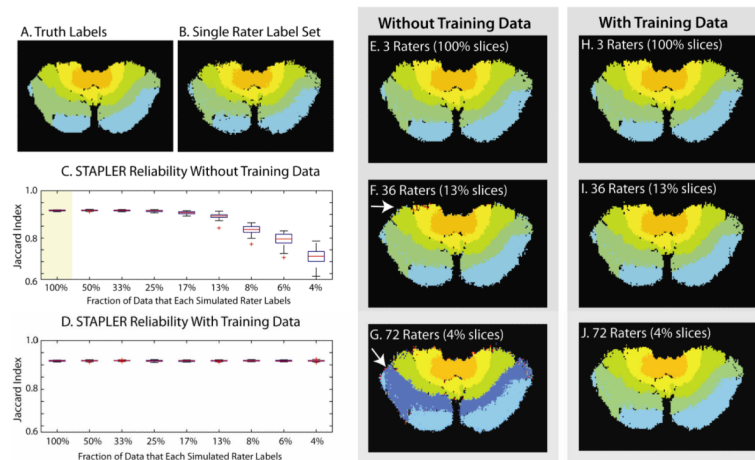 A. Truth Labels
B. Single Rater Label Set
C. STAPLER Reliability Without Training Data
Jaccard Index
1.0
0.8
0.6
100% 50% 33% 25% 17% 13% 8% 6% 4%
Fraction of Data that Each Simulated Rater Labels
D. STAPLER Reliability With Training Data
Jaccard Index
1.0
0.8
0.6
100% 50% 33% 25% 17% 13% 8% 6% 4%
Fraction of Data that Each Simulated Rater Labels
Without Training Data
E. 3 Raters (100% slices)
F. 36 Raters (13% slices)
G. 72 Raters (4% slices)
With Training Data
H. 3 Raters (100% slices)
I. 36 Raters (13% slices)
J. 72 Raters (4% slices)